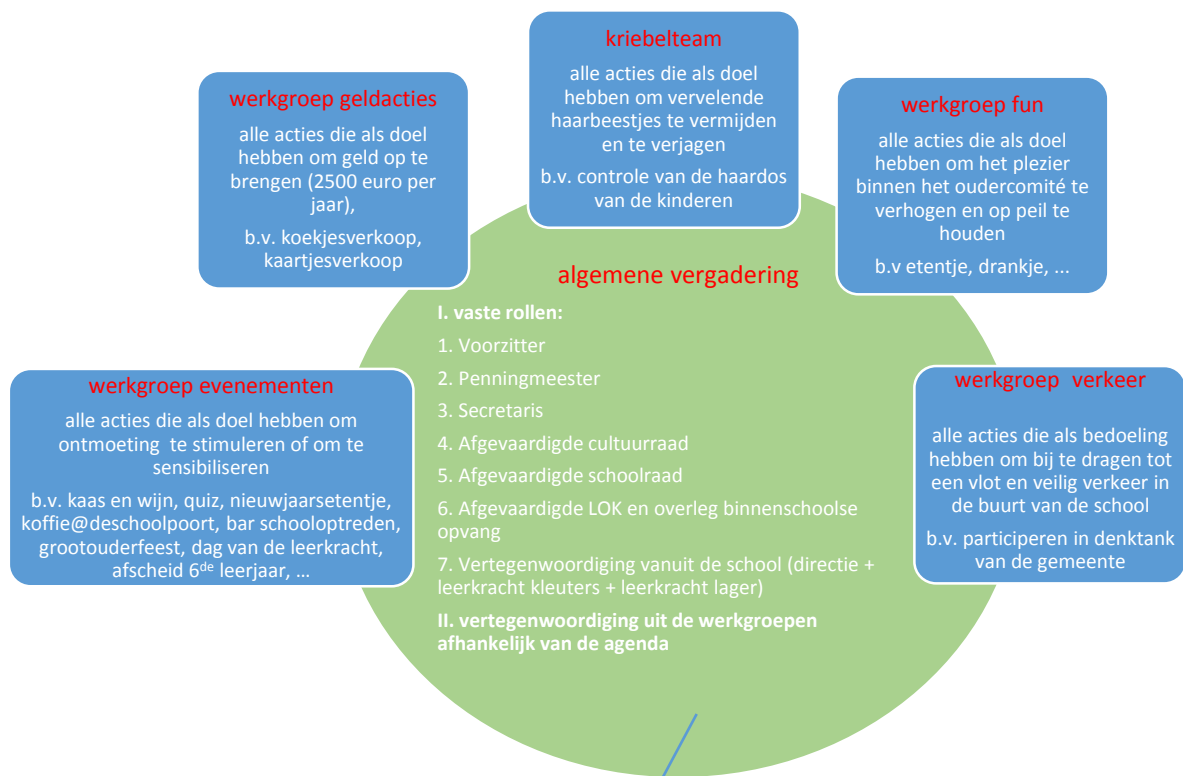 kriebelteam
alle acties die als doel
hebben om vervelende
haarbeestjes te vermijden
en te verjagen
b.v. controle van de haardos
van de kinderen
werkgroep geldacties
alle acties die als doel
hebben om geld op te
brengen (2500 euro per
jaar),
b.v. koekjesverkoop,
kaartjesverkoop
werkgroep fun
alle acties die als doel
hebben om het plezier
binnen het oudercomité te
verhogen en op peil te
houden
b.v etentje, drankje, ...
werkgroep evenementen
alle acties die als doel hebben om
ontmoeting te stimuleren of om te
sensibiliseren
b.v. kaas en wijn, quiz, nieuwjaarsetentje,
koffie@deschoolpoort, bar schooloptreden,
grootouderfeest, dag van de leerkracht,
afscheid 6de leerjaar, …
algemene vergadering
I. vaste rollen:
1. Voorzitter
2. Penningmeester
3. Secretaris
4. Afgevaardigde cultuurraad
5. Afgevaardigde schoolraad
6. Afgevaardigde LOK en overleg binnenschoolse
opvang
7. Vertegenwoordiging vanuit de school (directie +
leerkracht kleuters + leerkracht lager)
II. vertegenwoordiging uit de werkgroepen
afhankelijk van de agenda
werkgroep verkeer
alle acties die als bedoeling
hebben om bij te dragen tot
een vlot en veilig verkeer in
de buurt van de school
b.v. participeren in denktank
van de gemeente